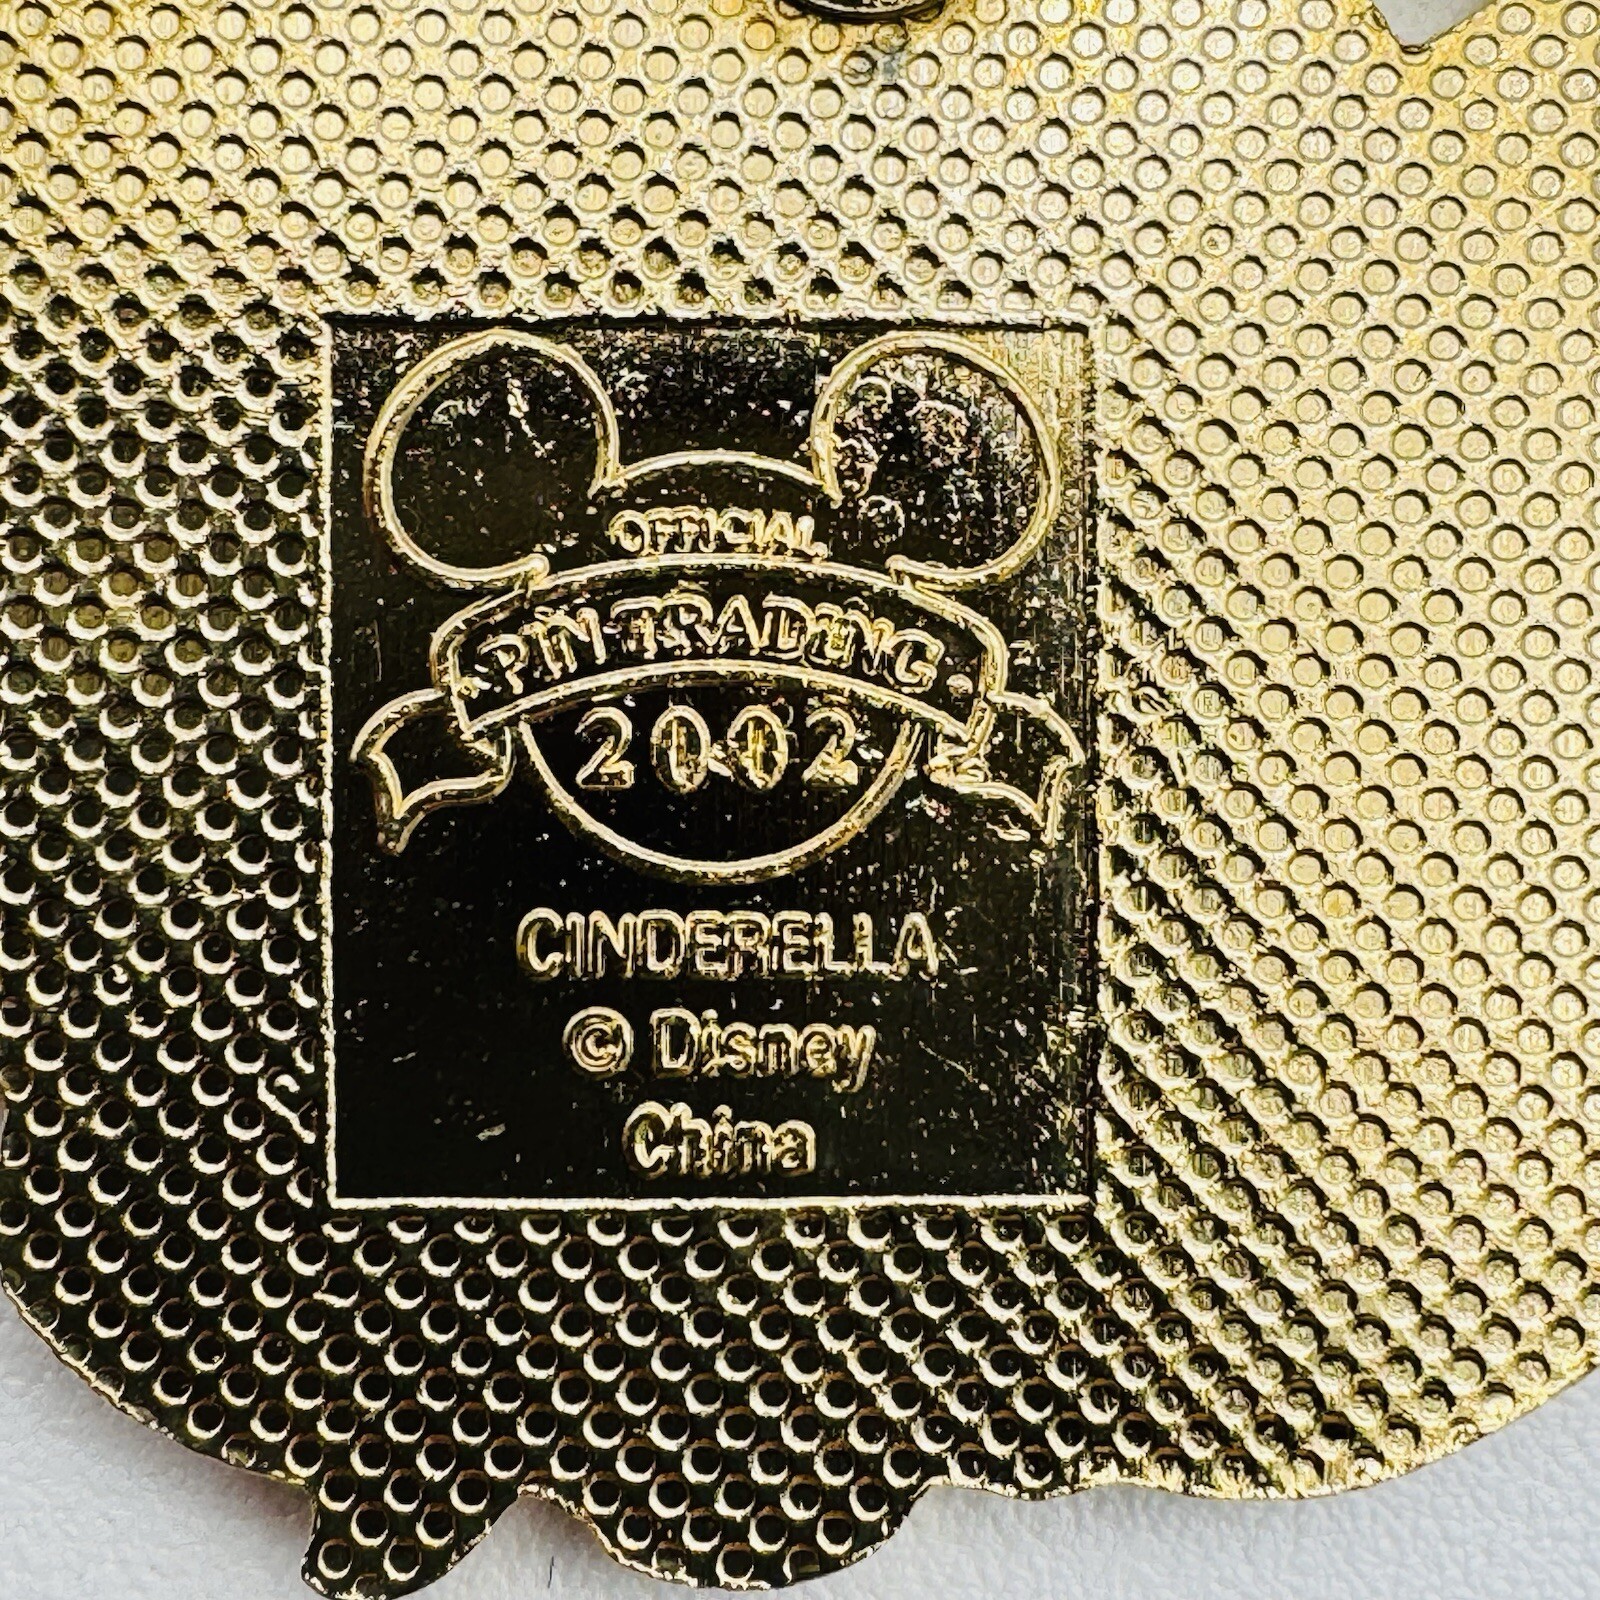 OFFICIAL
PIN TRADING
2002
CINDERELLA
© Disney
China